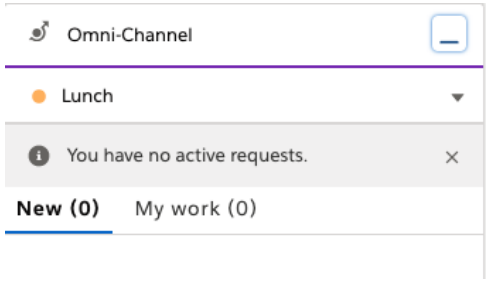 Omni-Channel
Lunch
You have no active requests.
New (0) My work (0)